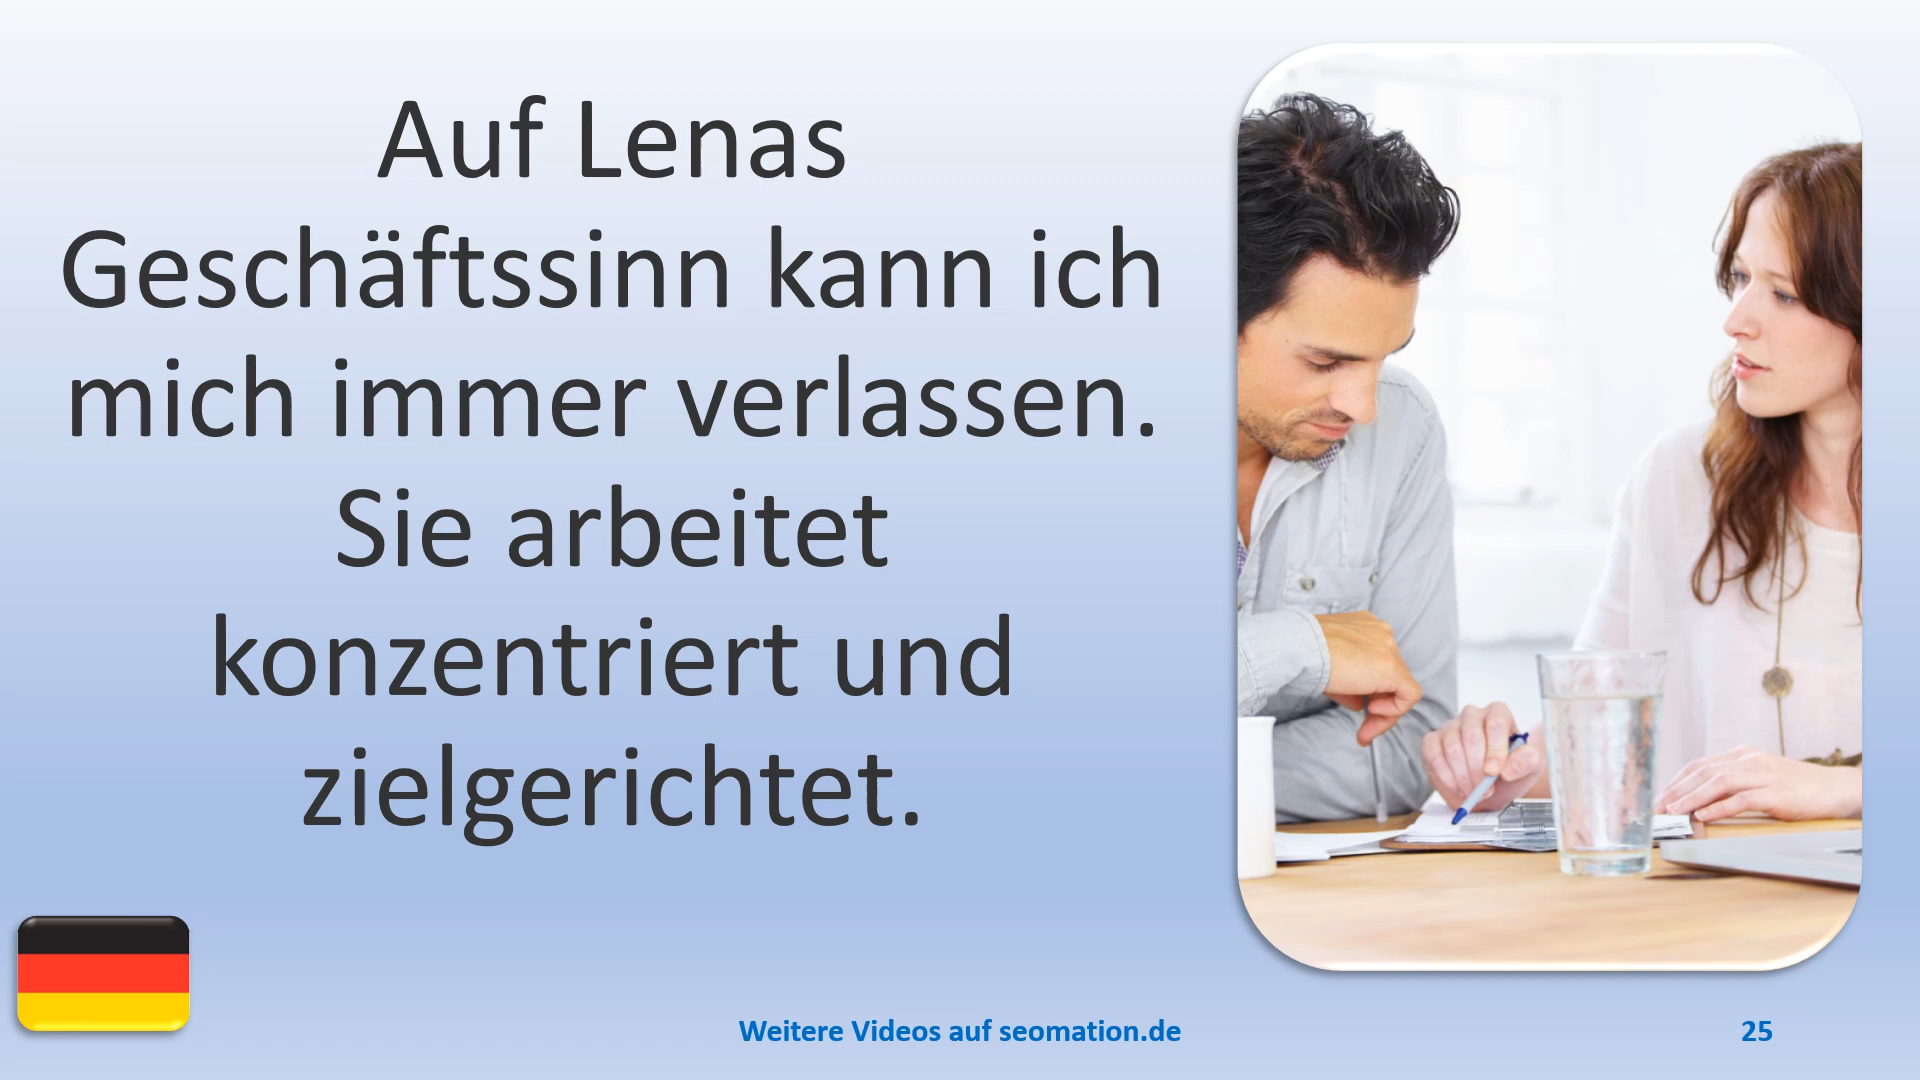 Auf Lenas
Geschäftssinn kann ich
mich immer verlassen.
Sie arbeitet
konzentriert und
zielgerichtet.
Weitere Videos auf seomation.de
25